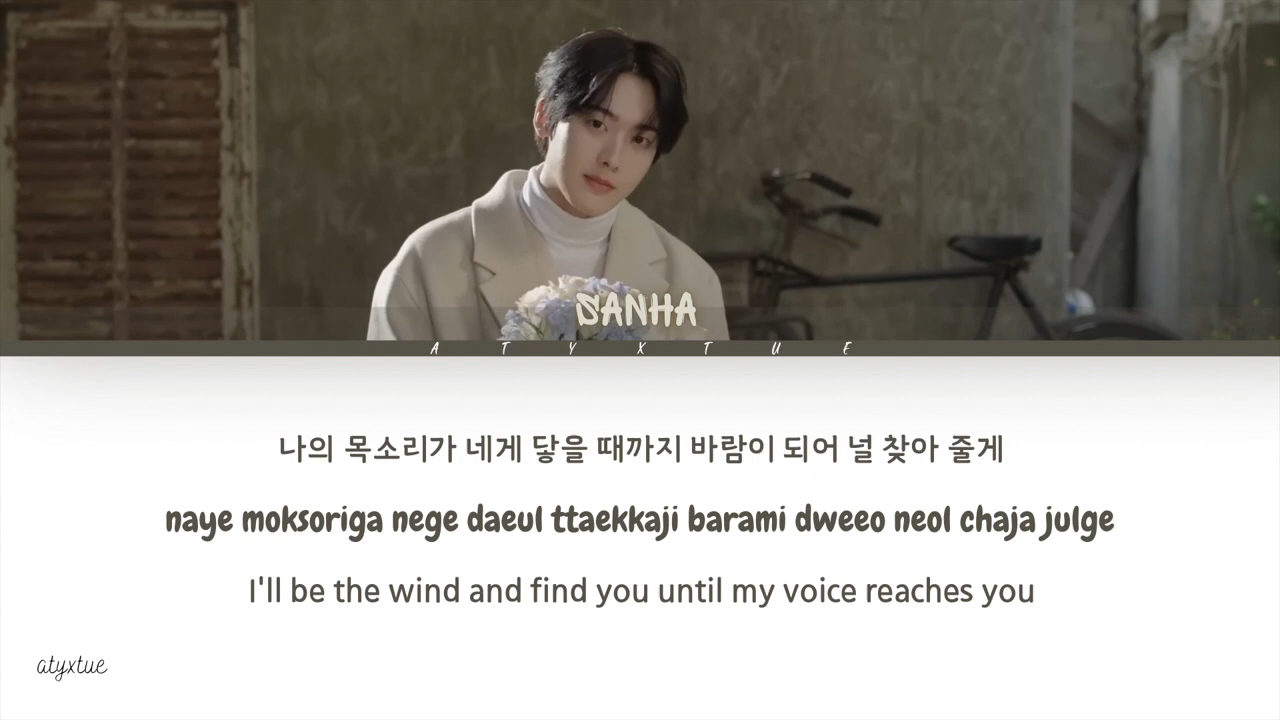 SANHA
A T Y X T U E
나의 목소리가 네게 닿을 때까지 바람이 되어 널 찾아 줄게
naye moksoriga nege daeul ttaekkaji barami dweeo neol chaja julge
I'll be the wind and find you until my voice reaches you
atyxtue